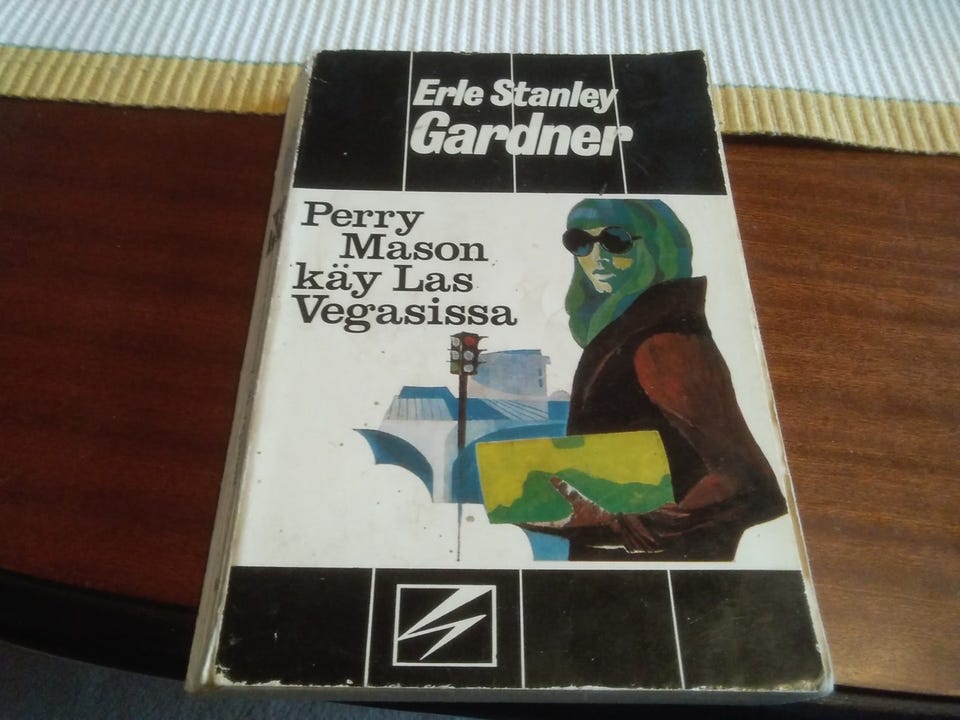 Erle Stanley
Gardner
Perry
Mason
käy Las
Vegasissa